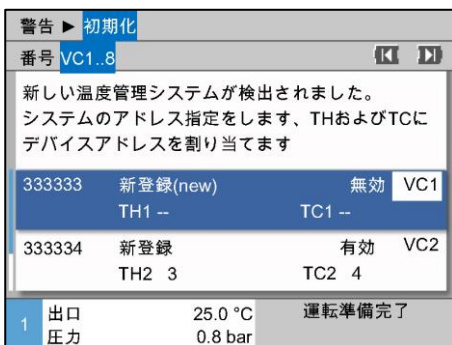 警告 ▶ 初期化
番号 VC1..8
新しい温度管理システムが検出されました。
システムのアドレス指定をします、THおよびTCに
デバイスアドレスを割り当てます
333333 新登録(new) 無効 VC1
TH1 -- TC1 --
333334 新登録 有効 VC2
TH2 3 TC2 4
1 出口 25.0 °C 運転準備完了
圧力 0.8 bar